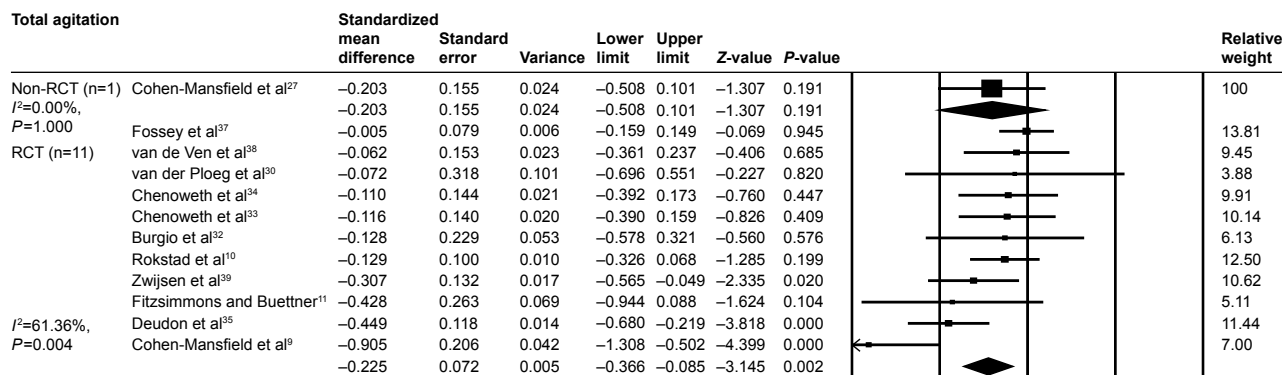 Total agitation Standardized mean difference Standard error Variance Lower limit Upper limit Z-value P-value Relative weight
Non-RCT (n=1) Cohen-Mansfield et al27 –0.203 0.155 0.024 –0.508 0.101 –1.307 0.191 100
I2=0.00%, –0.203 0.155 0.024 –0.508 0.101 –1.307 0.191
P=1.000
Fossey et al37 –0.005 0.079 0.006 –0.159 0.149 –0.069 0.945 13.81
RCT (n=11) van de Ven et al38 –0.062 0.153 0.023 –0.361 0.237 –0.406 0.685 9.45
van der Ploeg et al30 –0.072 0.318 0.101 –0.696 0.551 –0.227 0.820 3.88
Chenoweth et al34 –0.110 0.144 0.021 –0.392 0.173 –0.760 0.447 9.91
Chenoweth et al33 –0.116 0.140 0.020 –0.390 0.159 –0.826 0.409 10.14
Burgio et al32 –0.128 0.229 0.053 –0.578 0.321 –0.560 0.576 6.13
Rokstad et al10 –0.129 0.100 0.010 –0.326 0.068 –1.285 0.199 12.50
Zwijsen et al39 –0.307 0.132 0.017 –0.565 –0.049 –2.335 0.020 10.62
Fitzsimmons and Buettner11 –0.428 0.263 0.069 –0.944 0.088 –1.624 0.104 5.11
I2=61.36%, Deudon et al35 –0.449 0.118 0.014 –0.680 –0.219 –3.818 0.000 11.44
P=0.004 Cohen-Mansfield et al9 –0.905 0.206 0.042 –1.308 –0.502 –4.399 0.000 7.00
–0.225 0.072 0.005 –0.366 –0.085 –3.145 0.002